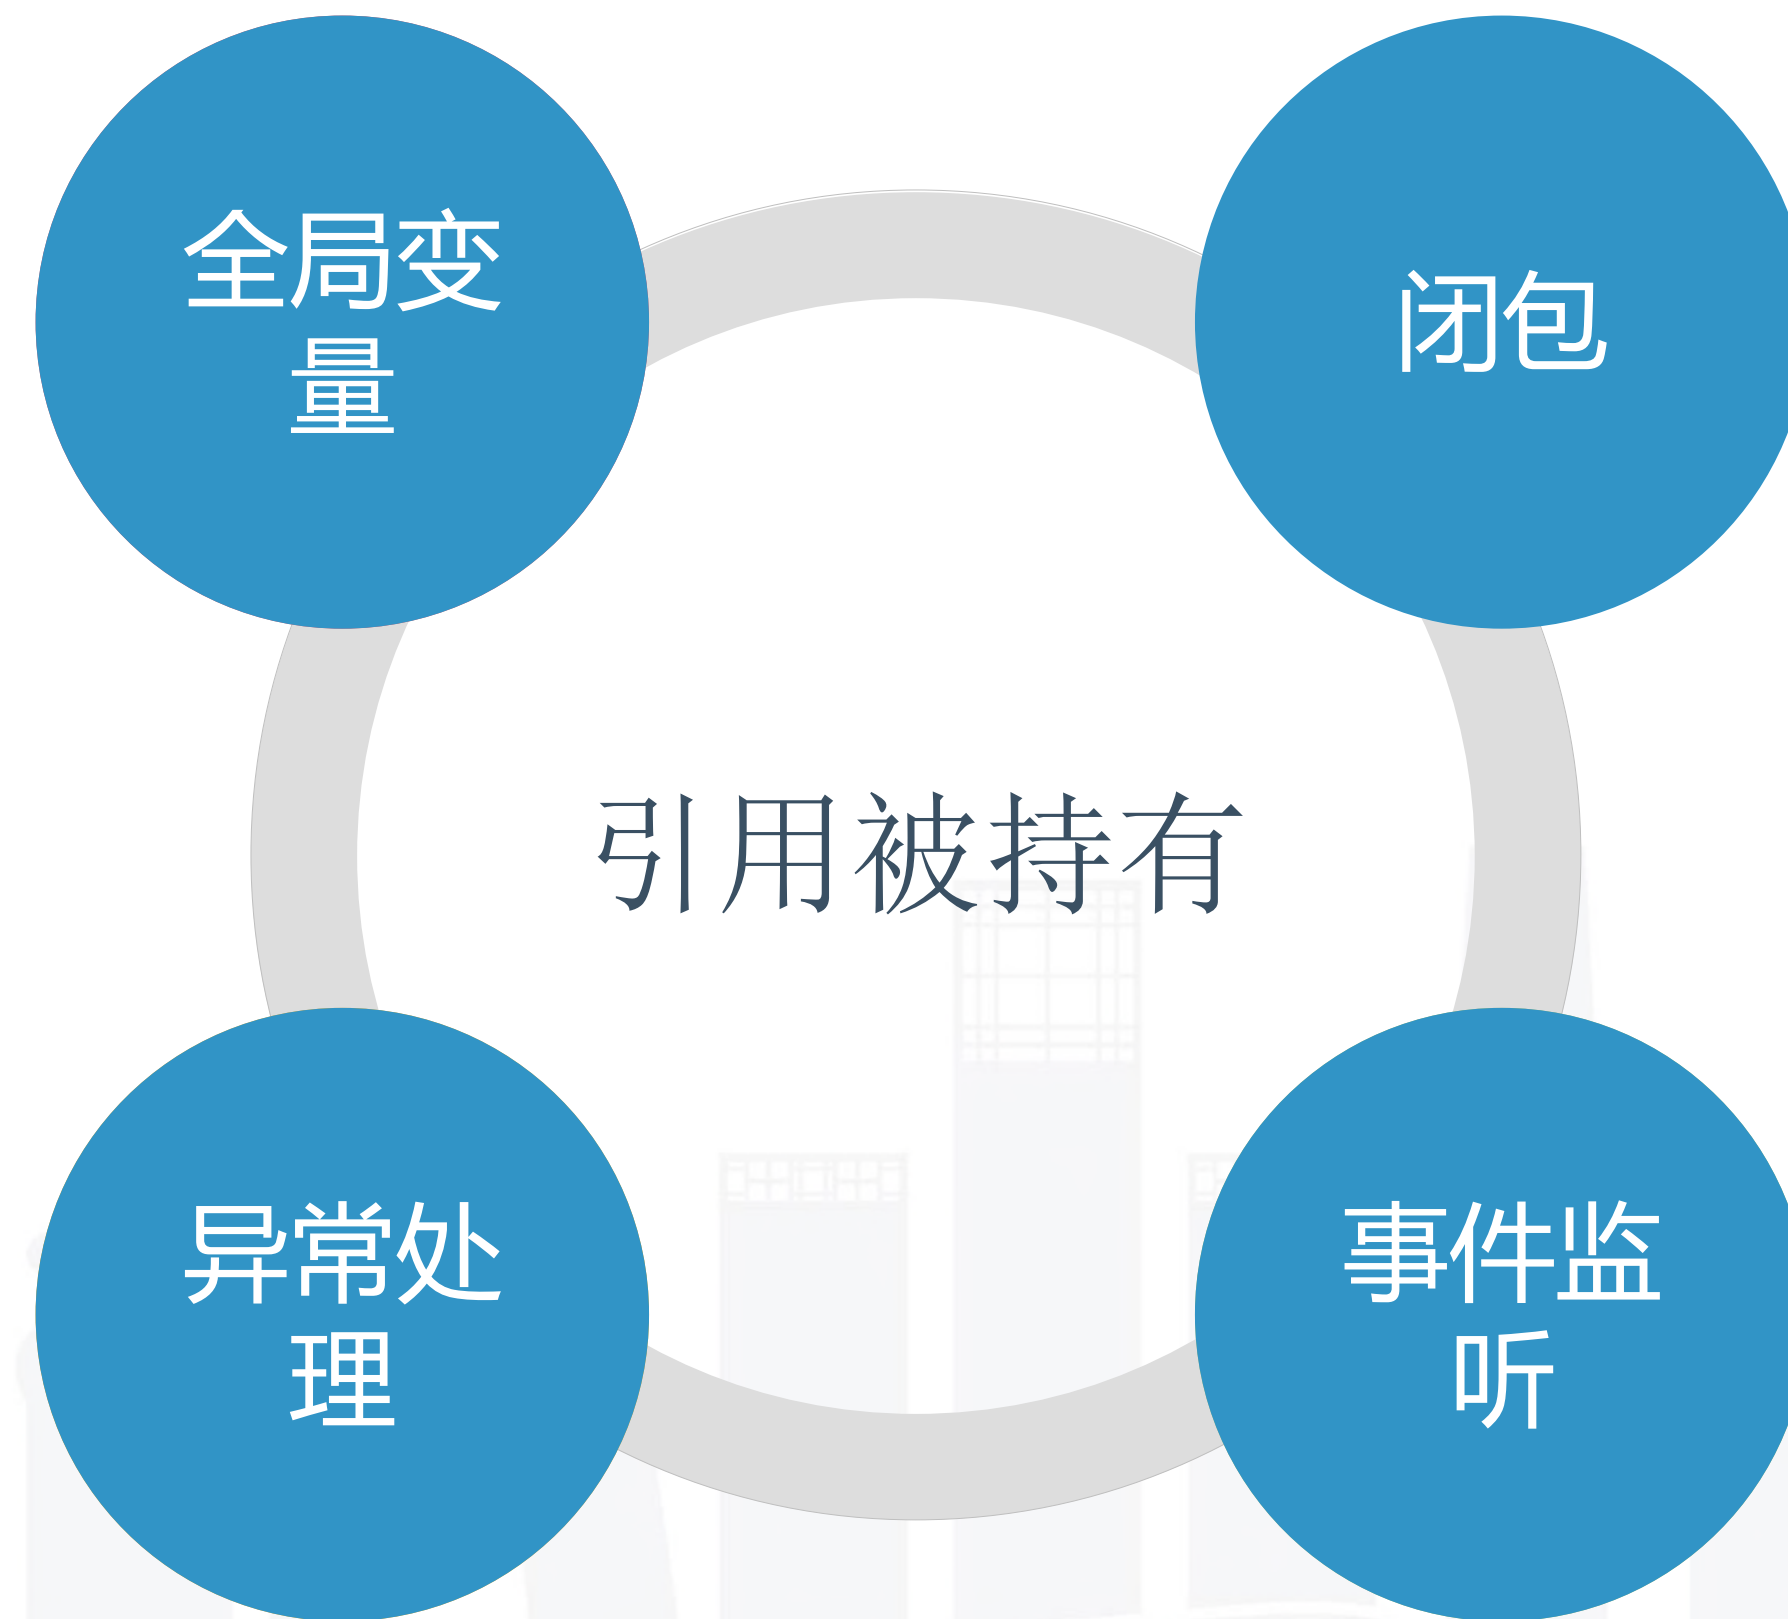 全局变
量
闭包
引用被持有
异常处
理
事件监
听